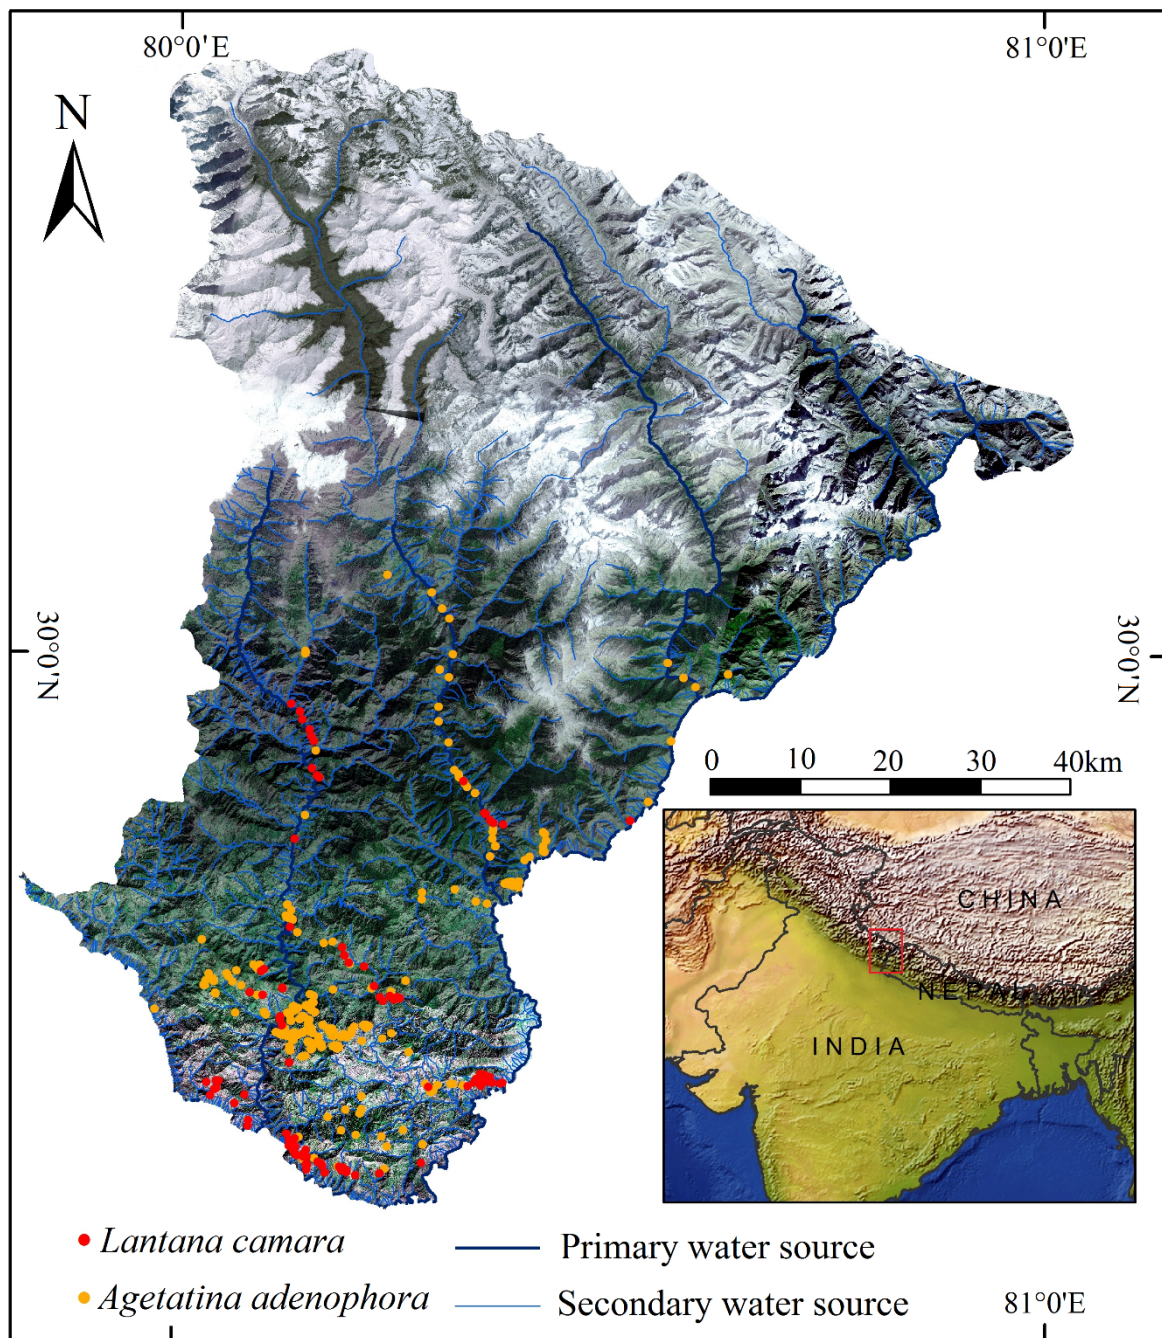 80°0'E
81°0'E
N
30°0'N
30°0'N
0 10 20 30 40km
CHINA
NEPAL
INDIA
Lantana camara
Primary water source
Agetatina adenophora
Secondary water source
81°0'E